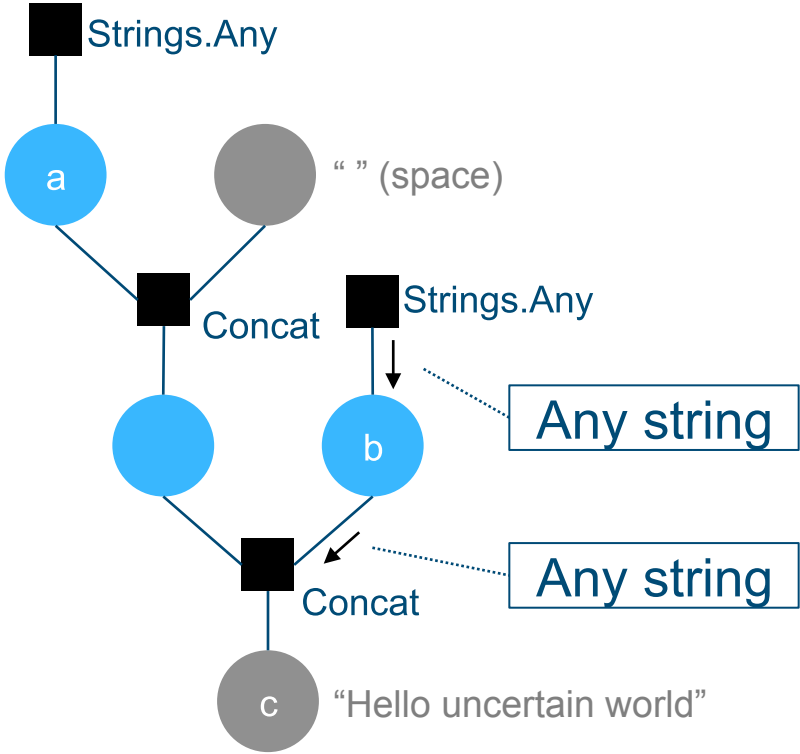 Strings.Any
a
“ ” (space)
Concat
Strings.Any
Any string
b
Any string
Concat
c
“Hello uncertain world”